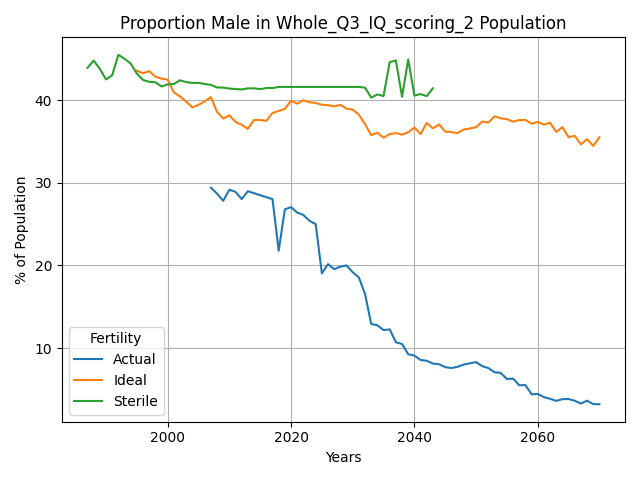 Proportion Male in Whole_Q3_IQ_scoring_2 Population
% of Population
40
30
20
10
Fertility
Actual
Ideal
Sterile
2000
2020
2040
2060
Years